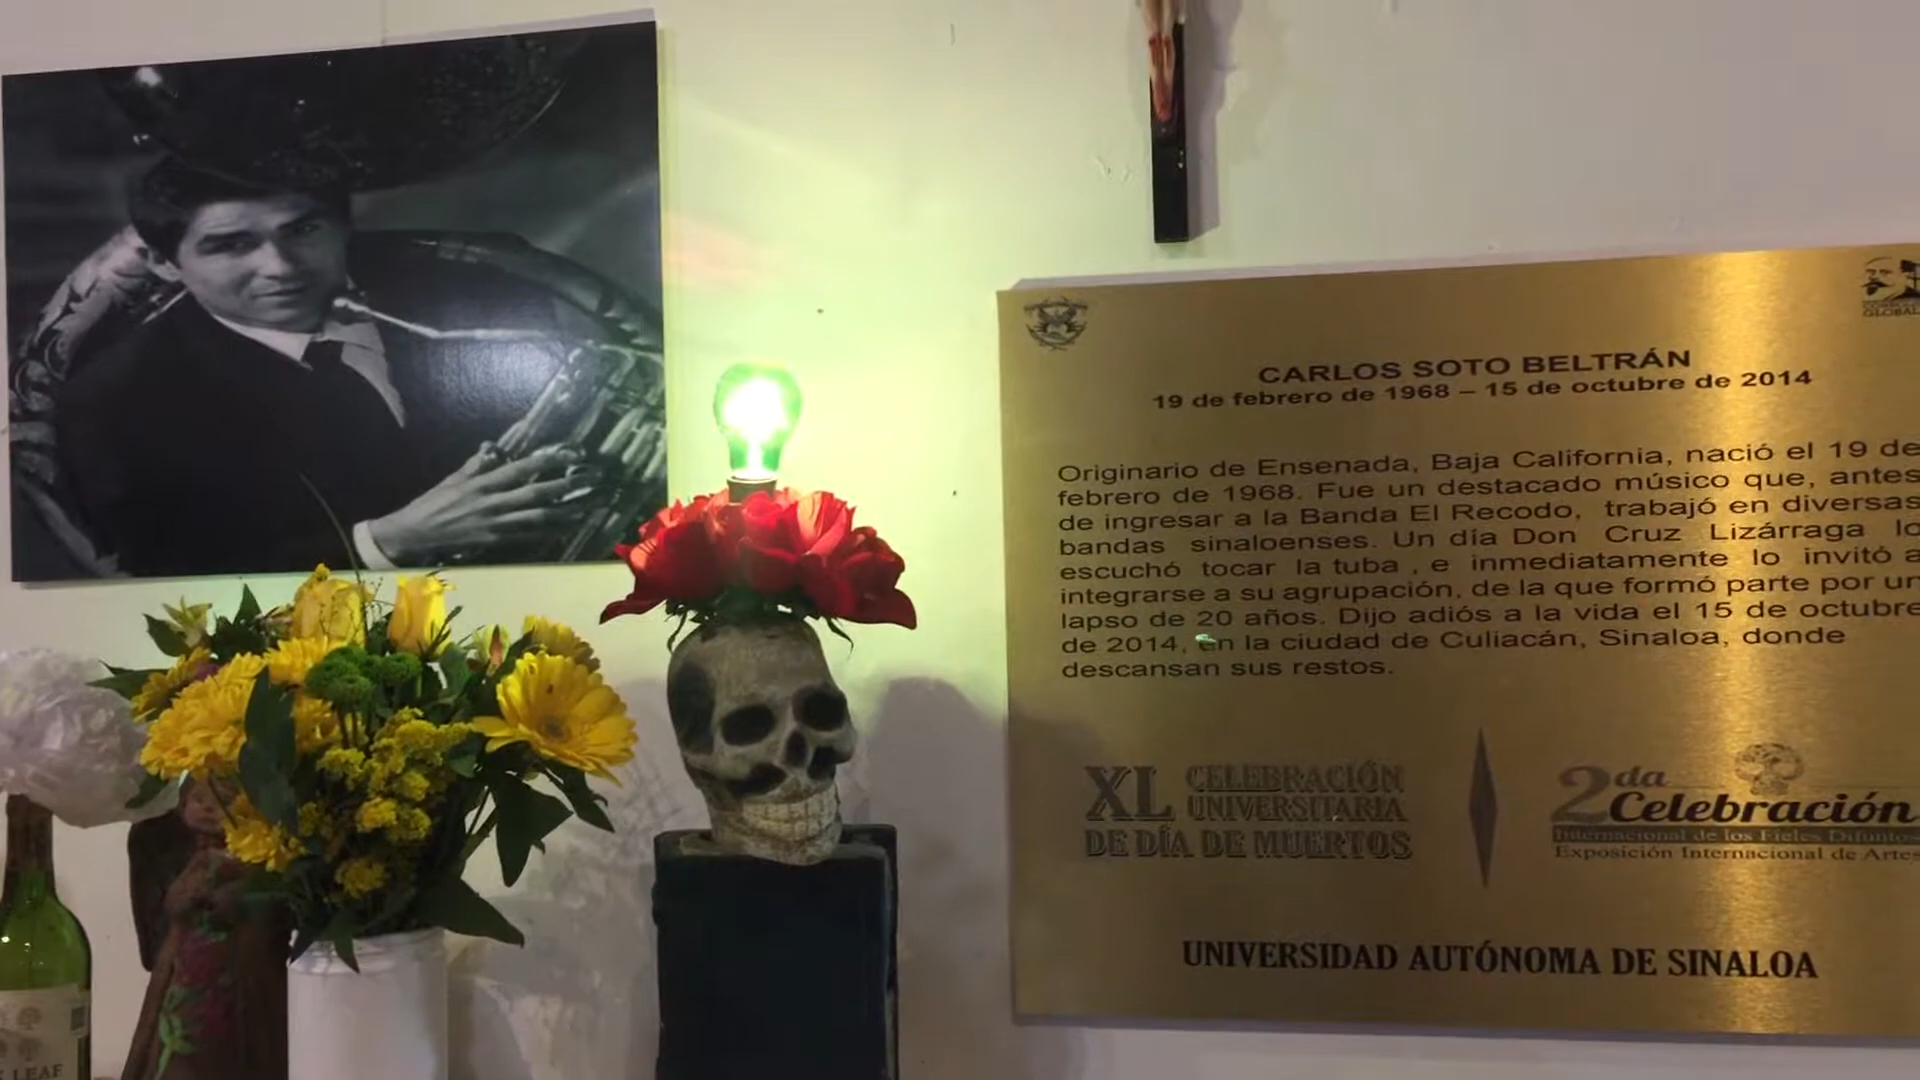 GLOBAL
CARLOS SOTO BELTRÁN
19 de febrero de 1968 – 15 de octubre de 2014
Originario de Ensenada, Baja California, nació el 19 de
febrero de 1968. Fue un destacado músico que, antes
de ingresar a la Banda El Recodo, trabajó en diversas
bandas sinaloenses. Un día Don Cruz Lizárraga lo
escuchó tocar la tuba , e inmediatamente lo invitó a
integrarse a su agrupación, de la que formó parte por un
lapso de 20 años. Dijo adiós a la vida el 15 de octubre
de 2014, en la ciudad de Culiacán, Sinaloa, donde
descansan sus restos.
XL CELEBRACIÓN
UNIVERSITARIA
DE DÍA DE MUERTOS
2da
Celebración
Internacional de los Fieles Difuntos
Exposición Internacional de Artes
UNIVERSIDAD AUTÓNOMA DE SINALOA
LEAF